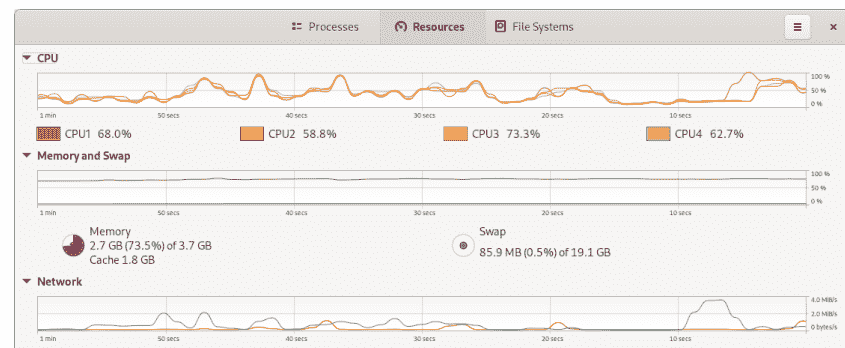 Processes Resources File Systems
CPU
100 %
50 %
0 %
1 min 50 secs 40 secs 30 secs 20 secs 10 secs
CPU1 68.0% CPU2 58.8% CPU3 73.3% CPU4 62.7%
Memory and Swap
100 %
50 %
0 %
1 min 50 secs 40 secs 30 secs 20 secs 10 secs
Memory
2.7 GB (73.5%) of 3.7 GB
Cache 1.8 GB
Swap
85.9 MB (0.5%) of 19.1 GB
Network
4.0 MiB/s
2.0 MiB/s
0 bytes/s
1 min 50 secs 40 secs 30 secs 20 secs 10 secs